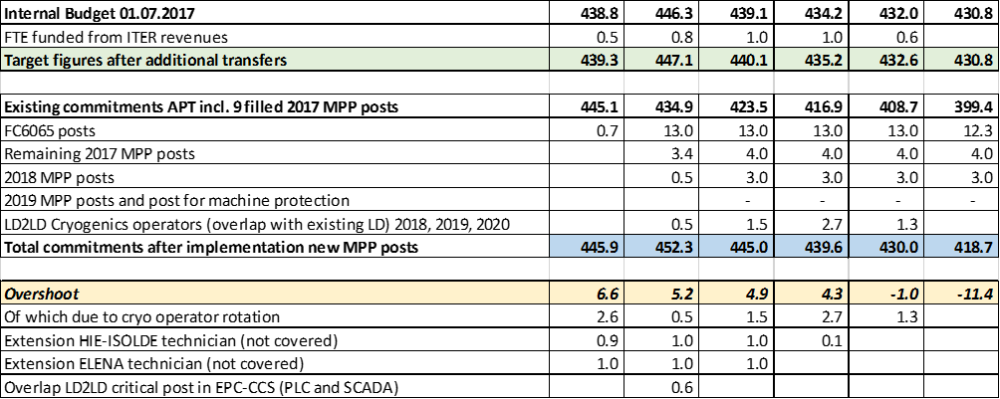 Internal Budget 01.07.2017 438.8 446.3 439.1 434.2 432.0 430.8
FTE funded from ITER revenues 0.5 0.8 1.0 1.0 0.6
Target figures after additional transfers 439.3 447.1 440.1 435.2 432.6 430.8
Existing commitments APT incl. 9 filled 2017 MPP posts 445.1 434.9 423.5 416.9 408.7 399.4
FC6065 posts 0.7 13.0 13.0 13.0 13.0 12.3
Remaining 2017 MPP posts 3.4 4.0 4.0 4.0 4.0
2018 MPP posts 0.5 3.0 3.0 3.0 3.0
2019 MPP posts and post for machine protection - - - -
LD2LD Cryogenics operators (overlap with existing LD) 2018, 2019, 2020 0.5 1.5 2.7 1.3
Total commitments after implementation new MPP posts 445.9 452.3 445.0 439.6 430.0 418.7
Overshoot 6.6 5.2 4.9 4.3 -1.0 -11.4
Of which due to cryo operator rotation 2.6 0.5 1.5 2.7 1.3
Extension HIE-ISOLDE technician (not covered) 0.9 1.0 1.0 0.1
Extension ELENA technician (not covered) 1.0 1.0 1.0
Overlap LD2LD critical post in EPC-CCS (PLC and SCADA) 0.6